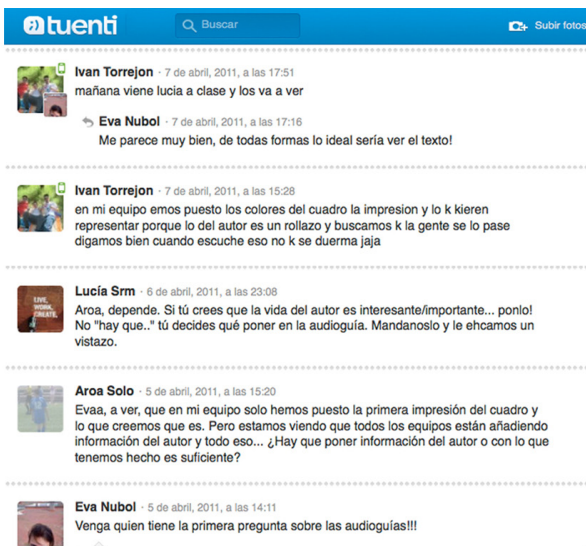 tuenti
Buscar
Subir fotos
Ivan Torrejon · 7 de abril, 2011, a las 17:51
mañana viene lucia a clase y los va a ver
Eva Nubol · 7 de abril, 2011, a las 17:16
Me parece muy bien, de todas formas lo ideal sería ver el texto!
Ivan Torrejon · 7 de abril, 2011, a las 15:28
en mi equipo emos puesto los colores del cuadro la impresion y lo k kieren
representar porque lo del autor es un rollazo y buscamos k la gente se lo pase
digamos bien cuando escuche eso no k se duerma jaja
LIVE,
WORK,
CREATE.
Lucía Srm · 6 de abril, 2011, a las 23:08
Aroa, depende. Si tú crees que la vida del autor es interesante/importante... ponlo!
No "hay que.." tú decides qué poner en la audioguía. Mandanoslo y le ehcamos un
vistazo.
Aroa Solo · 5 de abril, 2011, a las 15:20
Evaa, a ver, que en mi equipo solo hemos puesto la primera impresión del cuadro y
lo que creemos que es. Pero estamos viendo que todos los equipos están añadiendo
información del autor y todo eso... ¿Hay que poner información del autor o con lo que
tenemos hecho es suficiente?
Eva Nubol · 5 de abril, 2011, a las 14:11
Venga quien tiene la primera pregunta sobre las audioguías!!!